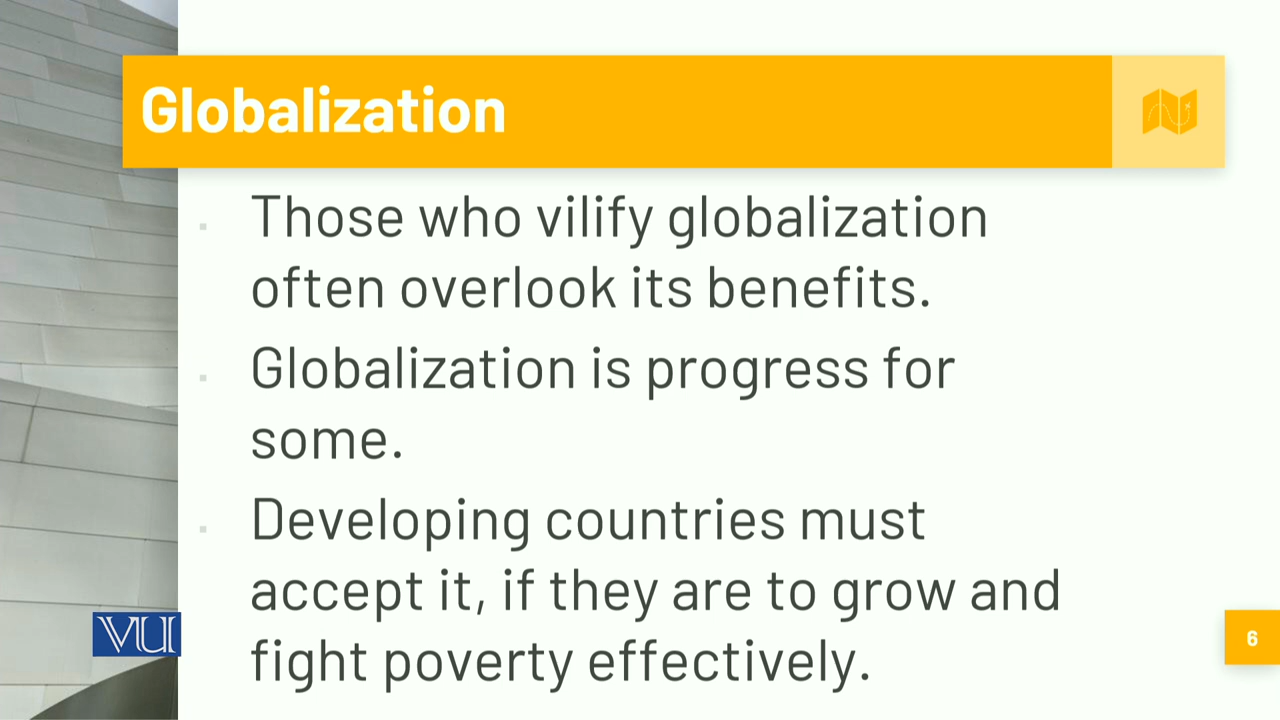 Globalization
Those who vilify globalization
often overlook its benefits.
Globalization is progress for
some.
Developing countries must
accept it, if they are to grow and
fight poverty effectively.
VU
6